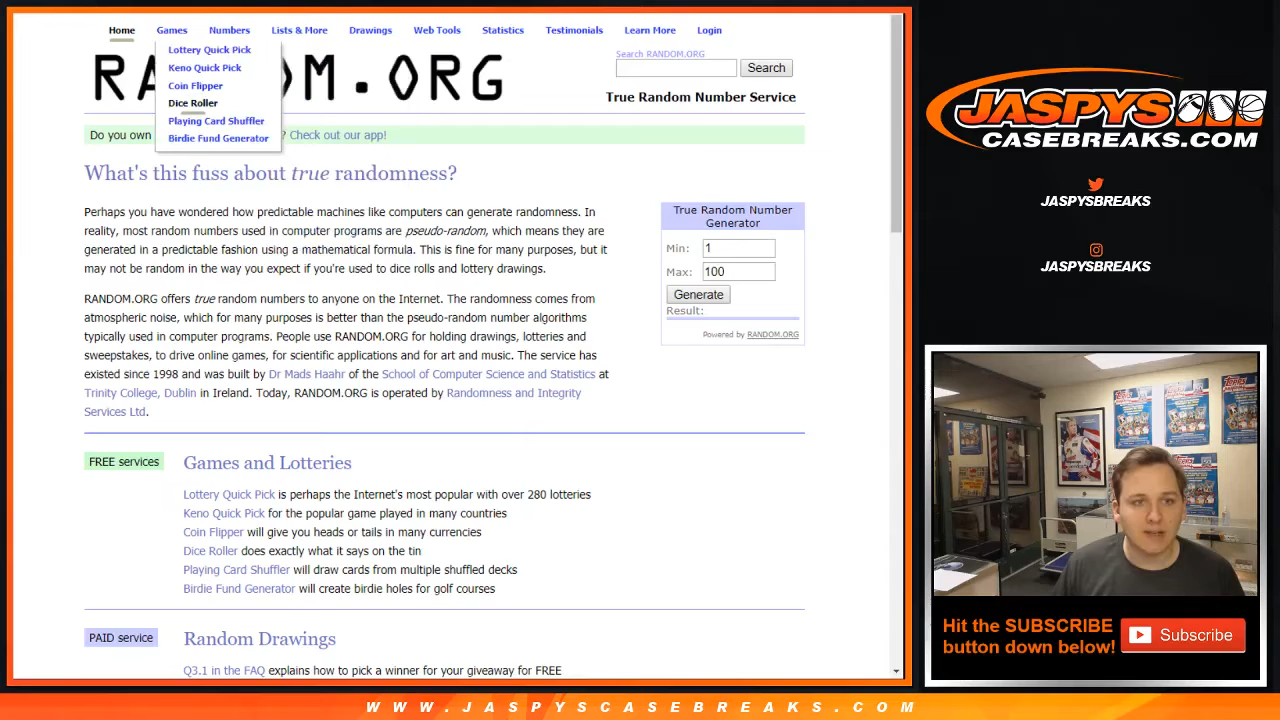 Home Games Numbers Lists & More Drawings Web Tools Statistics Testimonials Learn More Login
Lottery Quick Pick
Keno Quick Pick
Coin Flipper
Dice Roller
Playing Card Shuffler
Birdie Fund Generator
Search RANDOM.ORG
Search
True Random Number Service
Do you own ? Check out our app!
What's this fuss about true randomness?
Perhaps you have wondered how predictable machines like computers can generate randomness. In
reality, most random numbers used in computer programs are pseudo-random, which means they are
generated in a predictable fashion using a mathematical formula. This is fine for many purposes, but it
may not be random in the way you expect if you're used to dice rolls and lottery drawings.
RANDOM.ORG offers true random numbers to anyone on the Internet. The randomness comes from
atmospheric noise, which for many purposes is better than the pseudo-random number algorithms
typically used in computer programs. People use RANDOM.ORG for holding drawings, lotteries and
sweepstakes, to drive online games, for scientific applications and for art and music. The service has
existed since 1998 and was built by Dr Mads Haahr of the School of Computer Science and Statistics at
Trinity College, Dublin in Ireland. Today, RANDOM.ORG is operated by Randomness and Integrity
Services Ltd.
True Random Number
Generator
Min: 1
Max: 100
Generate
Result:
Powered by RANDOM.ORG
FREE services
Games and Lotteries
Lottery Quick Pick is perhaps the Internet's most popular with over 280 lotteries
Keno Quick Pick for the popular game played in many countries
Coin Flipper will give you heads or tails in many currencies
Dice Roller does exactly what it says on the tin
Playing Card Shuffler will draw cards from multiple shuffled decks
Birdie Fund Generator will create birdie holes for golf courses
PAID service
Random Drawings
Q3.1 in the FAQ explains how to pick a winner for your giveaway for FREE
JASPYS
CASEBREAKS.COM
JASPYSBREAKS
JASPYSBREAKS
Hit the SUBSCRIBE
button down below!
Subscribe
WWW.JASPYSCASEBREAKS.COM